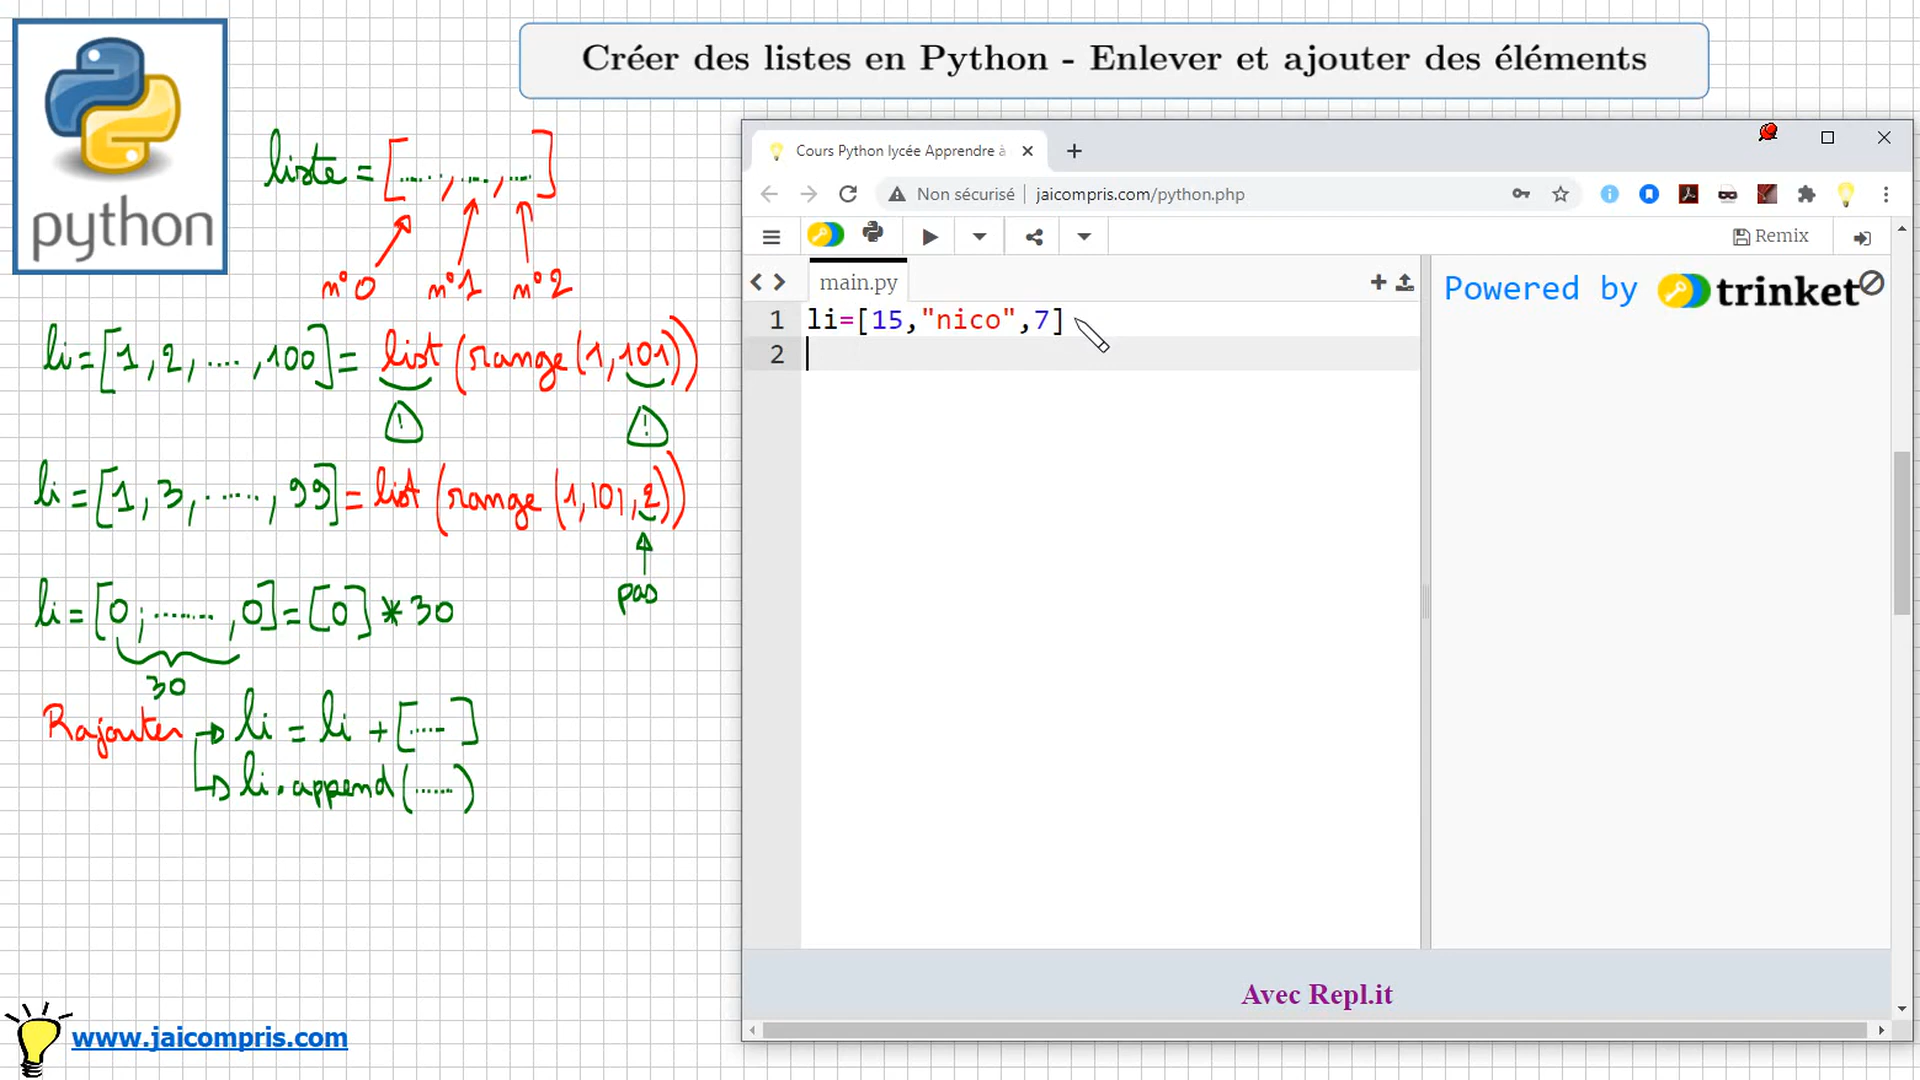 Créer des listes en Python - Enlever et ajouter des éléments
python
liste = [....., ...., ....]
n°0 n°1 n°2
li = [1, 2, ...., 100] = list (range (1, 101))
! !
li = [1, 3, ......, 99] = list (range (1, 101, 2))
pas
li = [0; ......., 0] = [0] * 30
30
Rajouter → li = li + [....]
↳ li.append(......)
www.jaicompris.com
Cours Python lycée Apprendre à
Non sécurisé | jaicompris.com/python.php
Remix
main.py
Powered by trinket
1 li=[15,"nico",7]
2
Avec Repl.it